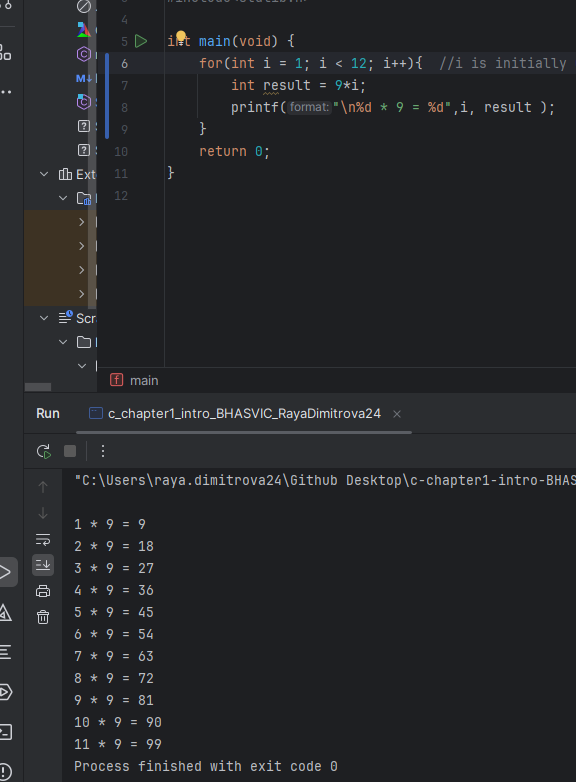 4
5 int main(void) {
6 for(int i = 1; i < 12; i++){ //i is initially
7 int result = 9*i;
8 printf(format:"\n%d * 9 = %d",i, result );
9 }
10 return 0;
11 }
12
M↓
Ext
Scr
main
Run c_chapter1_intro_BHASVIC_RayaDimitrova24
"C:\Users\raya.dimitrova24\Github Desktop\c-chapter1-intro-BHAS
1 * 9 = 9
2 * 9 = 18
3 * 9 = 27
4 * 9 = 36
5 * 9 = 45
6 * 9 = 54
7 * 9 = 63
8 * 9 = 72
9 * 9 = 81
10 * 9 = 90
11 * 9 = 99
Process finished with exit code 0